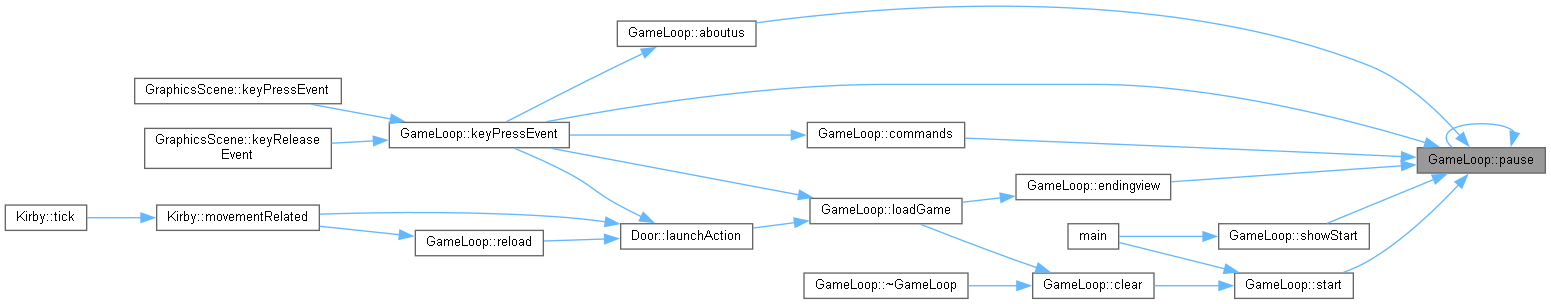 GameLoop::aboutus
GraphicsScene::keyPressEvent
GameLoop::keyPressEvent
GameLoop::commands
GraphicsScene::keyRelease
Event
GameLoop::pause
GameLoop::endingview
Kirby::tick
Kirby::movementRelated
GameLoop::loadGame
GameLoop::reload
Door::launchAction
main
GameLoop::showStart
GameLoop::~GameLoop
GameLoop::clear
GameLoop::start